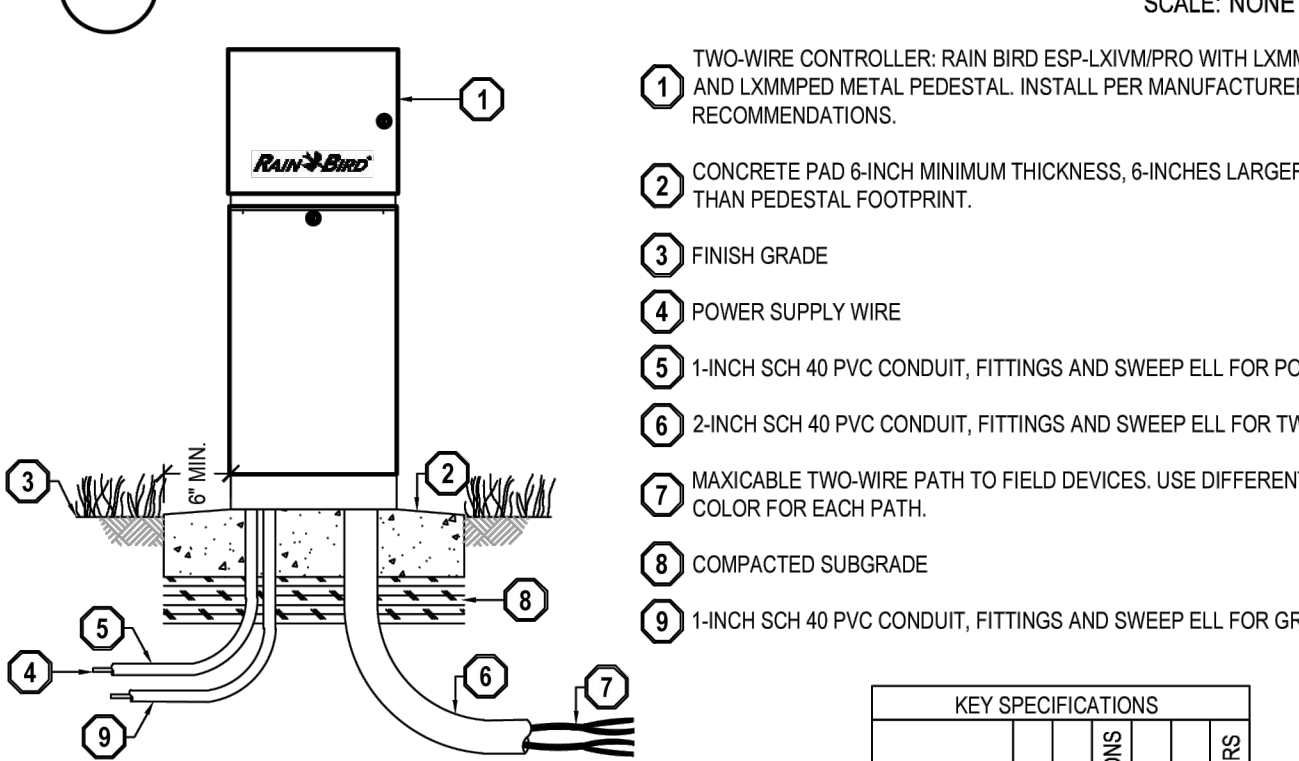 SCALE: NONE
1
RAIN BIRD
6" MIN.
2
3
8
5
4
6
7
9
1 TWO-WIRE CONTROLLER: RAIN BIRD ESP-LXIVM/PRO WITH
AND LXMMPED METAL PEDESTAL. INSTALL PER
RECOMMENDATIONS.
2 CONCRETE PAD 6-INCH MINIMUM THICKNESS, 6-INCHES LARGER
THAN PEDESTAL FOOTPRINT.
3 FINISH GRADE
4 POWER SUPPLY WIRE
5 1-INCH SCH 40 PVC CONDUIT, FITTINGS AND SWEEP ELL FOR
6 2-INCH SCH 40 PVC CONDUIT, FITTINGS AND SWEEP ELL FOR
7 MAXICABLE TWO-WIRE PATH TO FIELD DEVICES. USE DIFFERENT
COLOR FOR EACH PATH.
8 COMPACTED SUBGRADE
9 1-INCH SCH 40 PVC CONDUIT, FITTINGS AND SWEEP ELL FOR
KEY SPECIFICATIONS